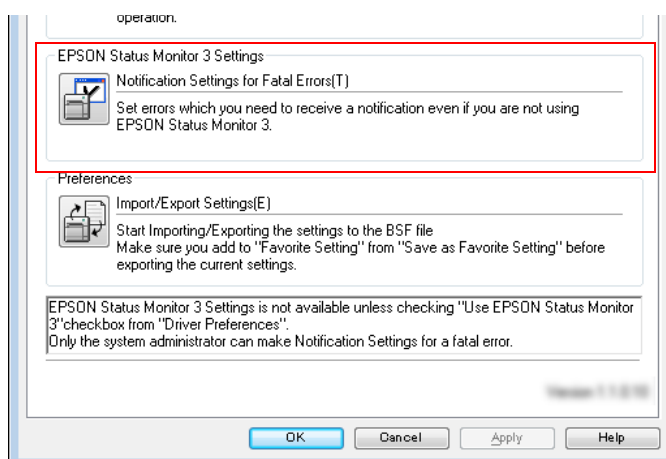 operation.
EPSON Status Monitor 3 Settings
Notification Settings for Fatal Errors(T)
Set errors which you need to receive a notification even if you are not using
EPSON Status Monitor 3.
Preferences
Import/Export Settings(E)
Start Importing/Exporting the settings to the BSF file
Make sure you add to "Favorite Setting" from "Save as Favorite Setting" before
exporting the current settings.
EPSON Status Monitor 3 Settings is not available unless checking "Use EPSON Status Monitor
3"checkbox from "Driver Preferences".
Only the system administrator can make Notification Settings for a fatal error.
Version
OK Cancel Apply Help